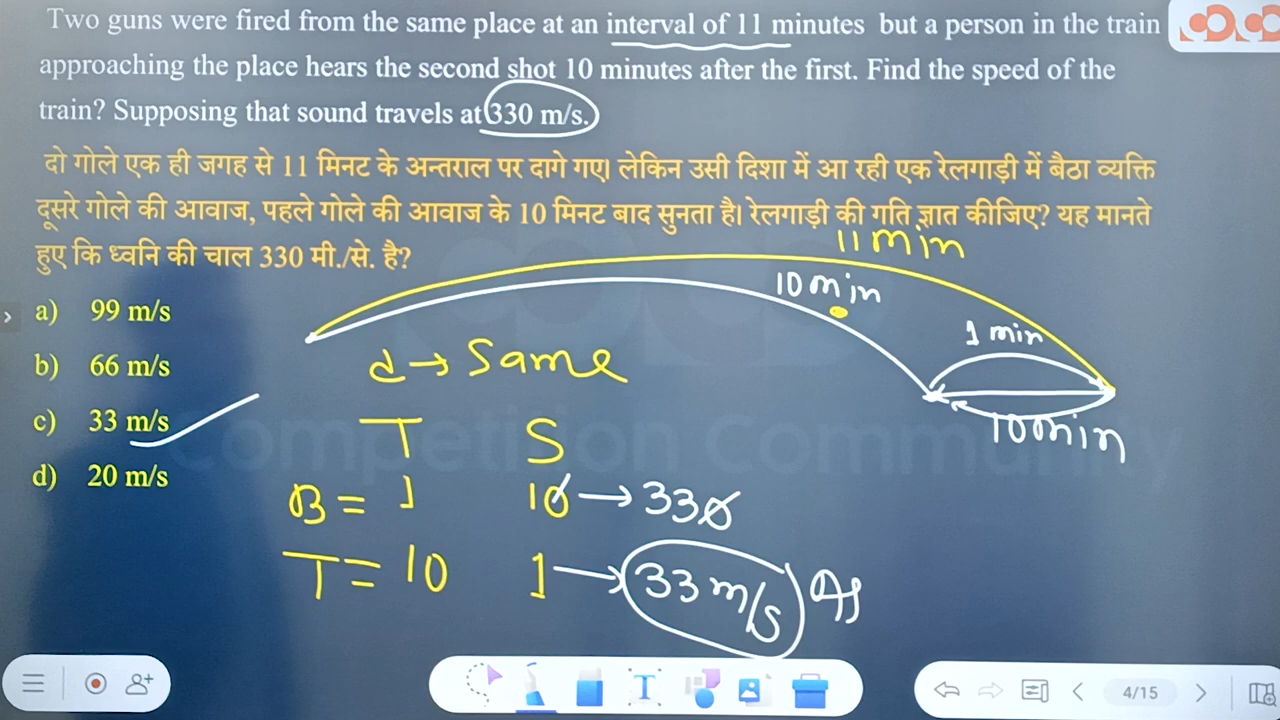 Two guns were fired from the same place at an interval of 11 minutes but a person in the train
approaching the place hears the second shot 10 minutes after the first. Find the speed of the
train? Supposing that sound travels at 330 m/s.
दो गोले एक ही जगह से 11 मिनट के अन्तराल पर दागे गए। लेकिन उसी दिशा में आ रही एक रेलगाड़ी में बैठा व्यक्ति
दूसरे गोले की आवाज, पहले गोले की आवाज के 10 मिनट बाद सुनता है। रेलगाड़ी की गति ज्ञात कीजिए? यह मानते
हुए कि ध्वनि की चाल 330 मी./से. है?
11 min
10 min
1 min
10 min
a) 99 m/s
b) 66 m/s
c) 33 m/s
d) 20 m/s
d → Same
T S
B = 1 10 → 330
T = 10 1 → 33 m/s
Competition Community
T
4/15